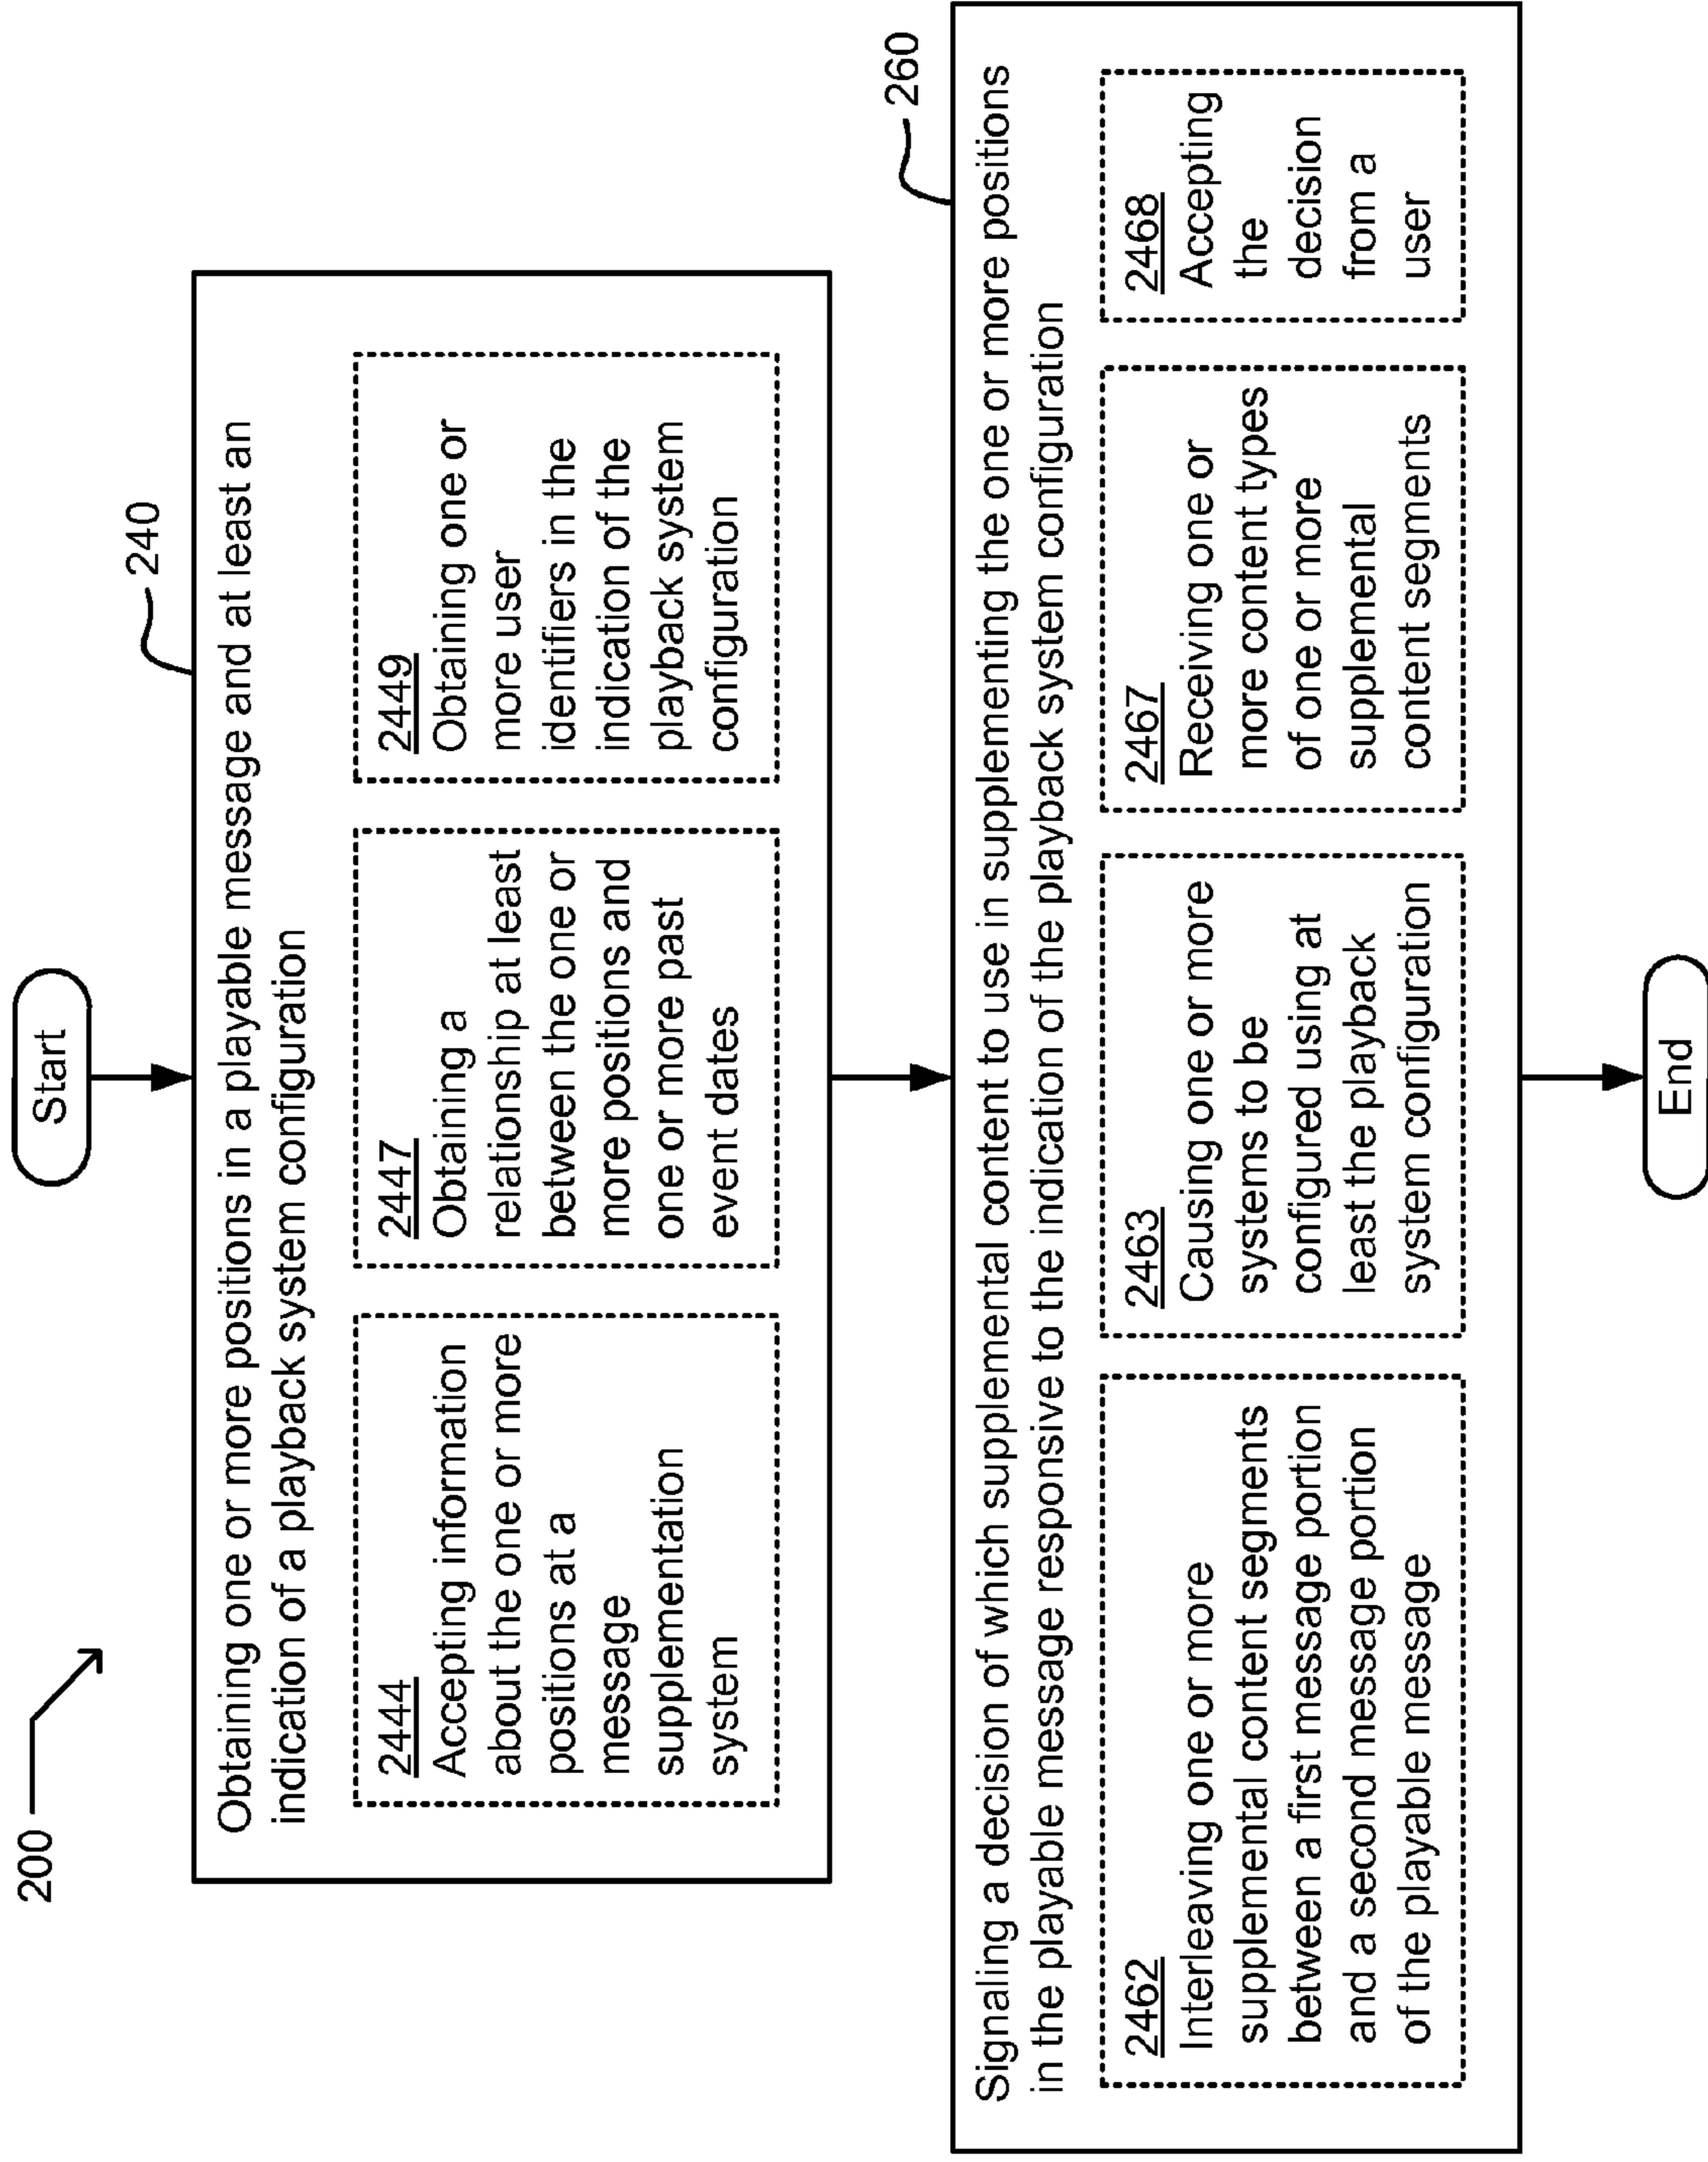 200
Start
240
Obtaining one or more positions in a playable message and at least an
indication of a playback system configuration
2444
Accepting information
about the one or more
positions at a
message
supplementation
system
2447
Obtaining a
relationship at least
between the one or
more positions and
one or more past
event dates
2449
Obtaining one or
more user
identifiers in the
indication of the
playback system
configuration
260
Signaling a decision of which supplemental content to use in supplementing the one or more positions
in the playable message responsive to the indication of the playback system configuration
2462
Interleaving one or more
supplemental content segments
between a first message portion
and a second message portion
of the playable message
2463
Causing one or more
systems to be
configured using at
least the playback
system configuration
2467
Receiving one or
more content types
of one or more
supplemental
content segments
2468
Accepting
the
decision
from a
user
End